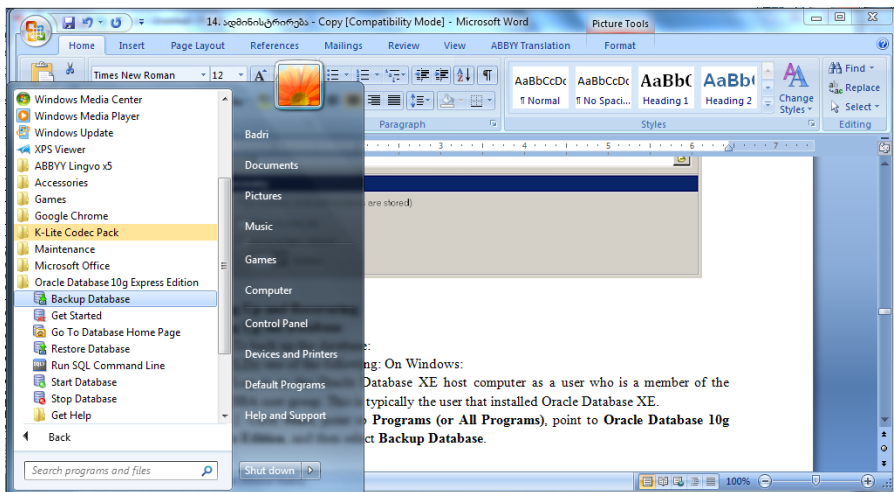 14. ადმინისტრირება - Copy [Compatibility Mode] - Microsoft Word
Picture Tools
Home Insert Page Layout References Mailings Review View ABBYY Translation Format
Times New Roman 12
AaBbCcDc AaBbCcDc AaBb( AaBb(
¶ Normal ¶ No Spaci... Heading 1 Heading 2
Change
Styles
Find
Replace
Select
Paragraph Styles Editing
Windows Media Center
Windows Media Player
Windows Update
XPS Viewer
ABBYY Lingvo x5
Accessories
Games
Google Chrome
K-Lite Codec Pack
Maintenance
Microsoft Office
Oracle Database 10g Express Edition
Backup Database
Get Started
Go To Database Home Page
Restore Database
Run SQL Command Line
Start Database
Stop Database
Get Help
Back
Search programs and files
Badri
Documents
Pictures
Music
Games
Computer
Control Panel
Devices and Printers
Default Programs
Help and Support
Shut down
3 4 5 6 7
are stored)
ng: On Windows:
Database XE host computer as a user who is a member of the
typically the user that installed Oracle Database XE.
Programs (or All Programs), point to Oracle Database 10g
select Backup Database.
100%